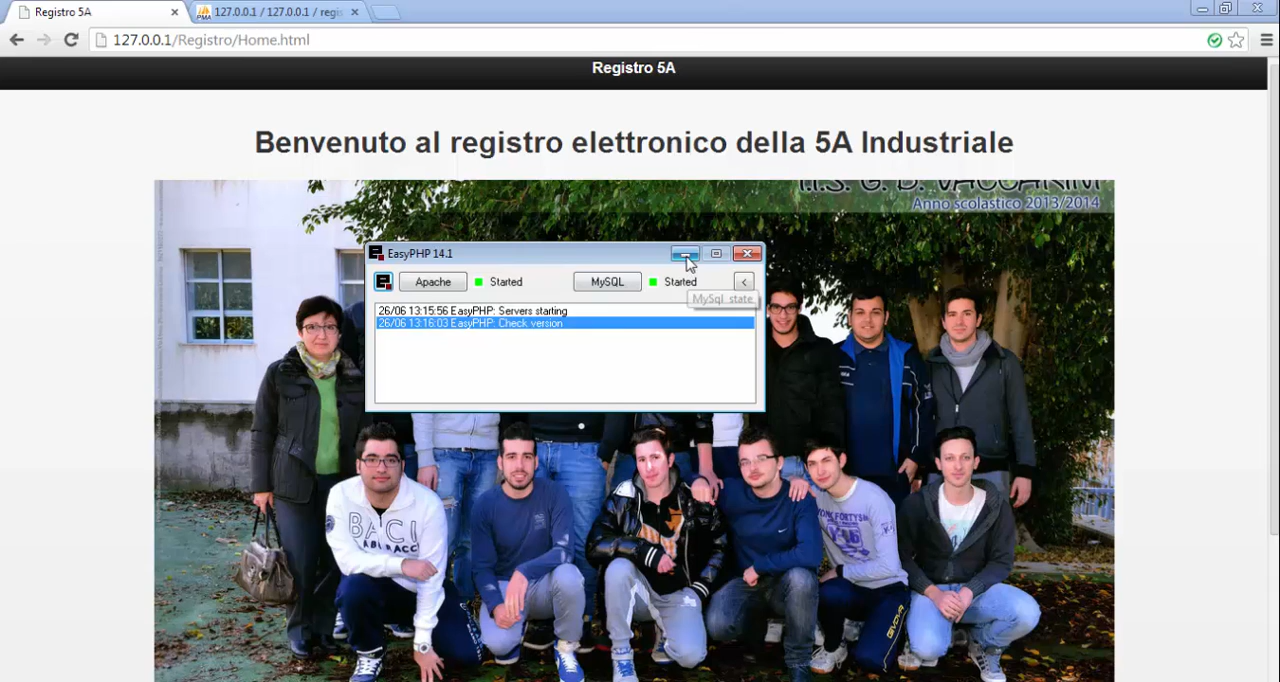 Registro 5A
127.0.0.1 / 127.0.0.1 / regis
127.0.0.1/Registro/Home.html
Registro 5A
Benvenuto al registro elettronico della 5A Industriale
I.I.S. G. B. VACCARINI
Anno scolastico 2013/2014
EasyPHP 14.1
Apache Started MySQL Started <
MySql state
26/06 13:15:56 EasyPHP: Servers starting
26/06 13:16:03 EasyPHP: Check version
BACI